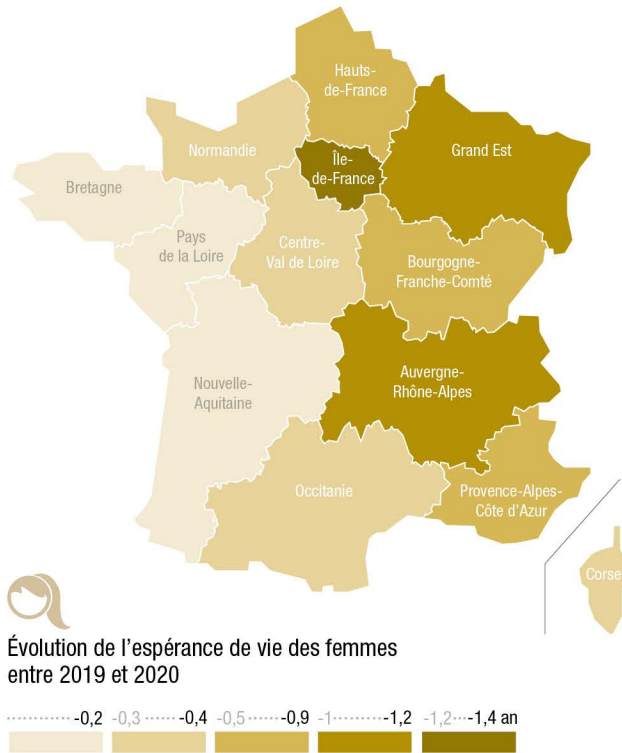 Hauts-
de-France
Normandie
Île-
de-France
Grand Est
Bretagne
Pays
de la Loire
Centre-
Val de Loire
Bourgogne-
Franche-Comté
Nouvelle-
Aquitaine
Auvergne-
Rhône-Alpes
Occitanie
Provence-Alpes-
Côte d'Azur
Corse
Évolution de l'espérance de vie des femmes
entre 2019 et 2020
········· -0,2 -0,3 ······ -0,4 -0,5 ······ -0,9 -1 ······ -1,2 -1,2 ··· -1,4 an